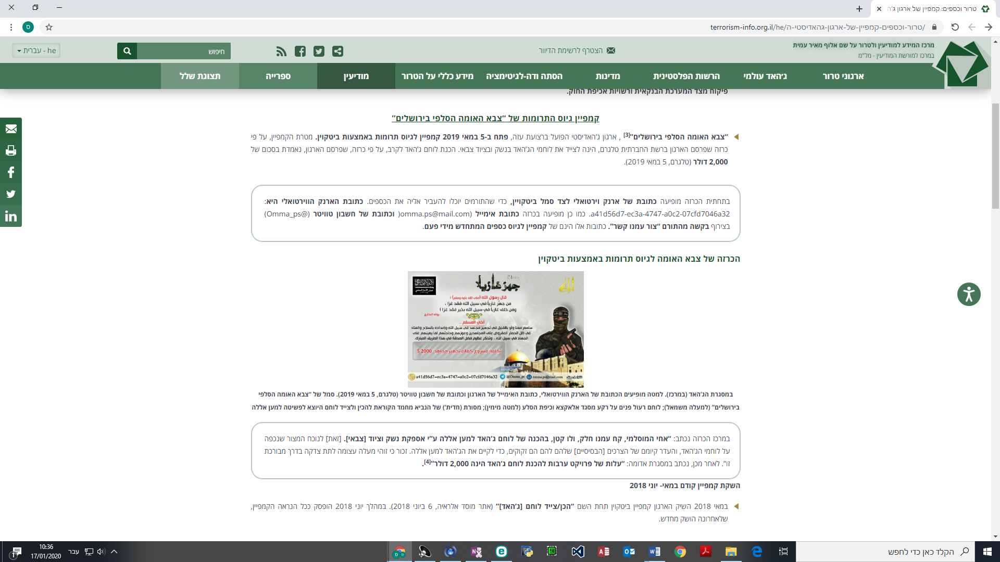 טרור וכספים: קמפיין של ארגון ג'ה
terrorism-info.org.il/he/טרור-וכספים-קמפיין-של-ארגון-גהאדיסטי-ה/
ס
מרכז המידע למודיעין ולטרור על שם אלוף מאיר עמית
במרכז למורשת המודיעין - מל"מ
הצטרף לרשימת הדיוור
חיפוש
he - עברית
ארגוני טרור
ג'האד עולמי
הרשות הפלסטינית
מדינות
הסתה ודה-לגיטימציה
מידע כללי על הטרור
מודיעין
ספרייה
תצוגת שלל
פיקוח מצד המערכת הבנקאית ורשויות אכיפת החוק.
קמפיין גיוס התרומות של “צבא האומה הסלפי בירושלים”
“צבא האומה הסלפי בירושלים”[3] , ארגון ג’האדיסטי הפועל ברצועת עזה, פתח ב-5 במאי 2019 קמפיין לגיוס תרומות באמצעות ביטקוין. מטרת הקמפיין, על פי
כרזה שפרסם הארגון ברשת החברתית טלגרם, הינה לצייד את לוחמי הג’האד בנשק ובציוד צבאי. הכנת לוחם ג’האד לקרב, על פי כרזה, שפרסם הארגון, נאמדת בסכום של
2,000 דולר (טלגרם, 5 במאי 2019).
בתחתית הכרזה מופיעה כתובת של ארנק וירטואלי לצד סמל ביטקויין, כדי שהתורמים יוכלו להעביר אליה את הכספים. כתובת הארנק הווירטואלי היא:
a41d56d7-ec3a-4747-a0c2-07cfd7046a32. כמו כן מופיעה בכרזה כתובת אימייל (omma.ps@mail.com( וכתובת של חשבון טוויטר (@Omma_ps)
בצירוף בקשה מהתורם “צור עמנו קשר”. כתובות אלו הינם של קמפיין לגיוס כספים המתחדש מידי פעם.
הכרזה של צבא האומה לגיוס תרומות באמצעות ביטקוין
حملة
جهز غازيا
قال رسول الله (صلى الله عليه وسلم) :
من جهّز غازياً في سبيل الله فقد غزا ،
ومن خلف غازياً في سبيل الله بخير فقد غزا )
رواه البخاري
أخي المسلم ..
ساهم معنا ولو بالقليل في تجهيز مجاهد في سبيل الله وإمداده بالسلاح والعتاد
في ظل الحصار المفروض على المجاهدين وعوزهم وحاجتهم لما يعينهم على
الجهاد في سبيل الله .. وتذكر عظيم فضل الصدقة في هذا الطريق المبارك.
تكلفة مشروع كفالة تجهيز مجاهد 2000 $
a41d56d7-ec3a-4747-a0c2-07cfd7046a32 @Omma_ps omma.ps@mail.com
במסגרת הג’האד (במרכז). למטה מופיעים הכתובת של הארנק הווירטואלי, כתובת האימייל של הארגון וכתובת של חשבון טוויטר (טלגרם, 5 במאי 2019). סמל של “צבא האומה הסלפי
בירושלים” (למעלה משמאל); לוחם רעול פנים על רקע מסגד אלאקצא וכיפת הסלע (למטה מימין); מסורת (חדית’) של הנביא מחמד הקוראת להכין ולצייד לוחם היוצא לפשיטה למען אללה
במרכז הכרזה נכתב: “אחי המוסלמי, קח עמנו חלק, ולו קטן, בהכנה של לוחם ג’האד למען אללה ע”י אספקת נשק וציוד [צבאי]. [זאת] לנוכח המצור שנכפה
על לוחמי הג’האד, והעדר קיומם של הצרכים [הבסיסיים] שלהם להם הם זקוקים, כדי לקיים את הג’האד למען אללה. זכור כי זוהי מעלה עצומה לתת צדקה בדרך מבורכת
זו”. לאחר מכן, נכתב במסגרת אדומה: “עלות של פרויקט ערבות להכנת לוחם ג’האד הינה 2,000 דולר”[4].
השקת קמפיין קודם במאי- יוני 2018
במאי 2018 השיק הארגון קמפיין ביטקוין תחת השם “הכן/צייד לוחם [ג’האד]” (אתר מוסד אלראיה, 6 ביוני 2018). במהלך יוני 2018 הופסק ככל הנראה הקמפיין,
שלאחרונה הושק מחדש.
הקלד כאן כדי לחפש
עבר
10:36
17/01/2020
1